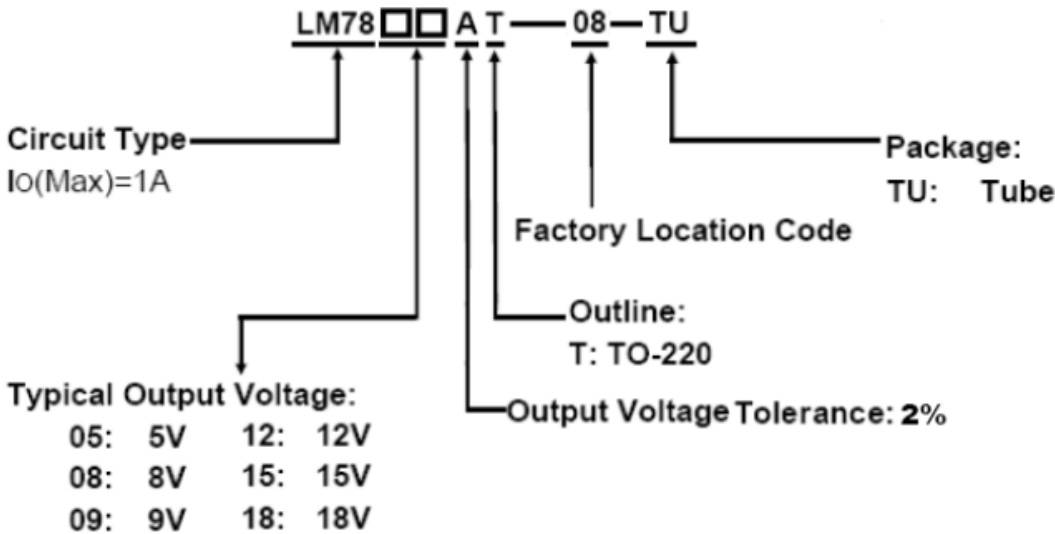 LM78□□ A T — 08 — TU
Circuit Type
IO(Max)=1A
Package:
TU: Tube
Factory Location Code
Outline:
T: TO-220
Typical Output Voltage:
05: 5V 12: 12V
08: 8V 15: 15V
09: 9V 18: 18V
Output Voltage Tolerance: 2%